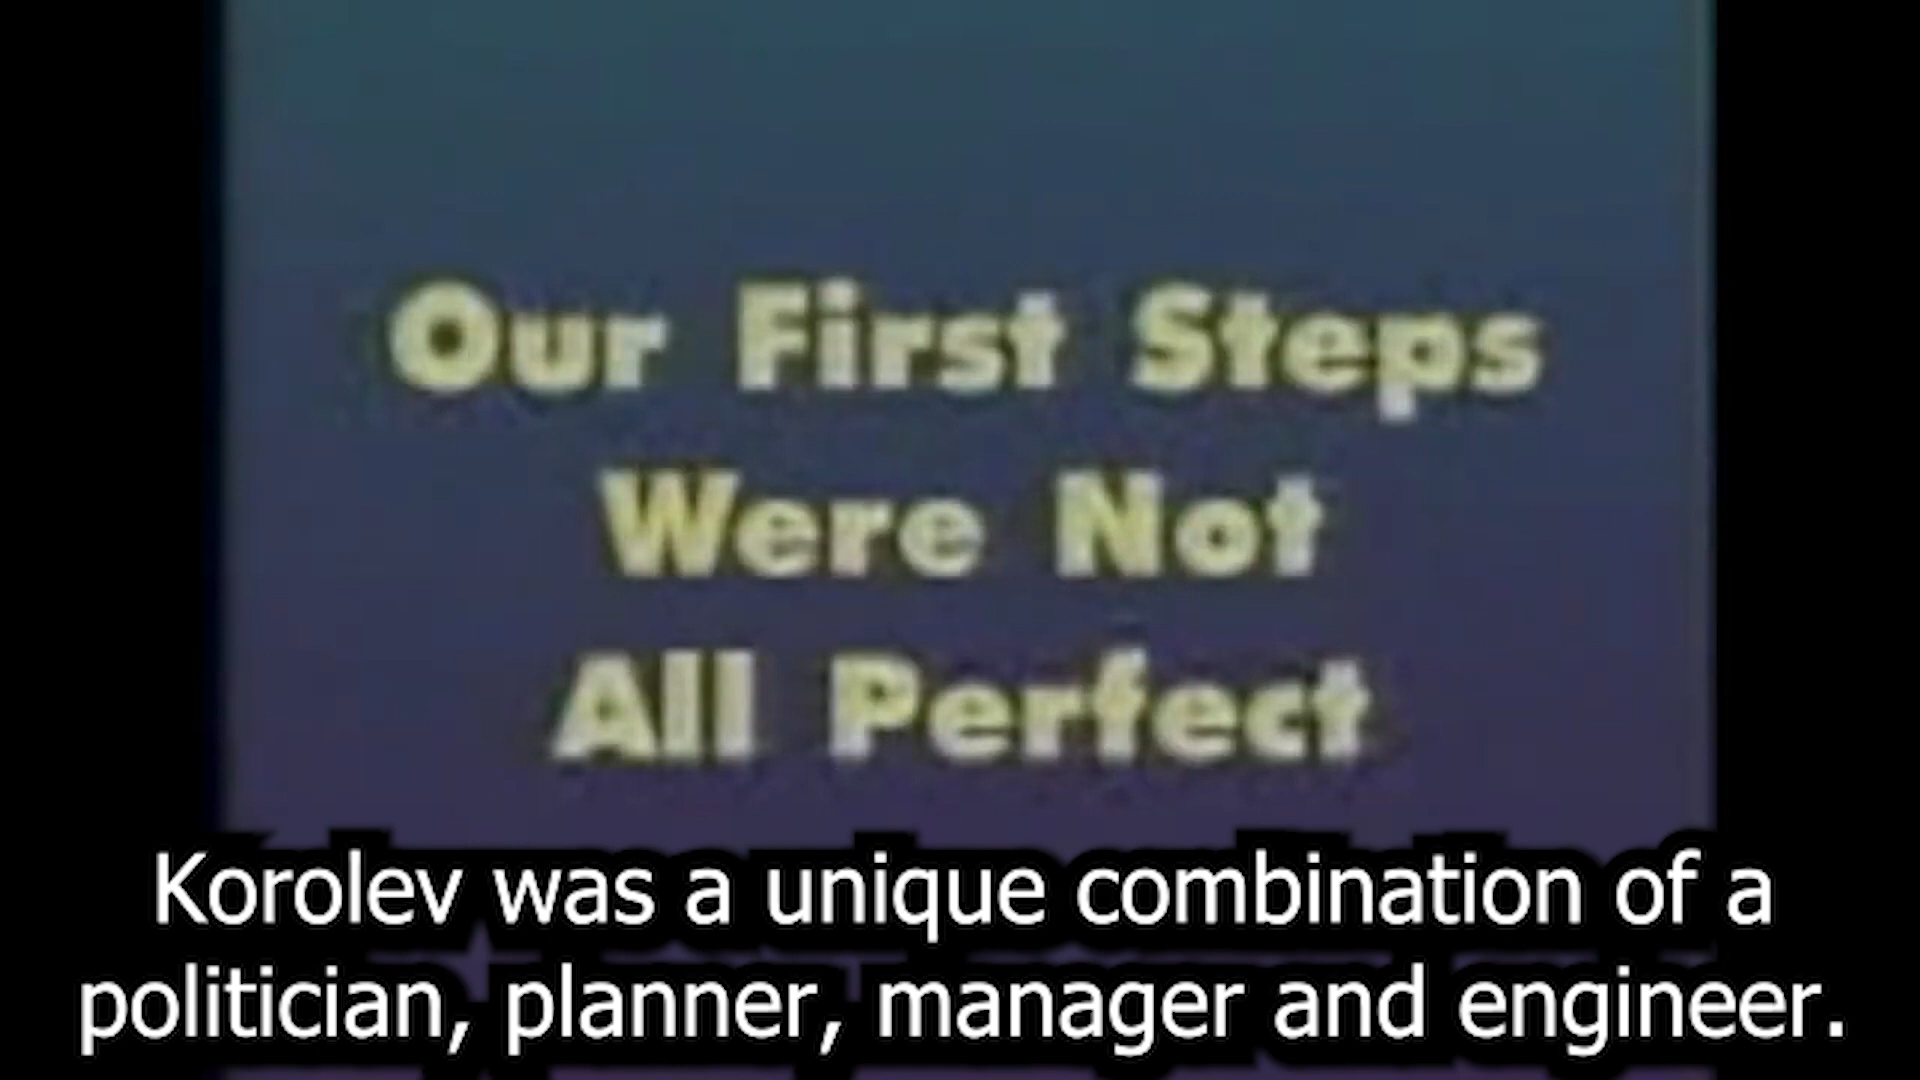 Our First Steps
Were Not
All Perfect
Korolev was a unique combination of a
politician, planner, manager and engineer.